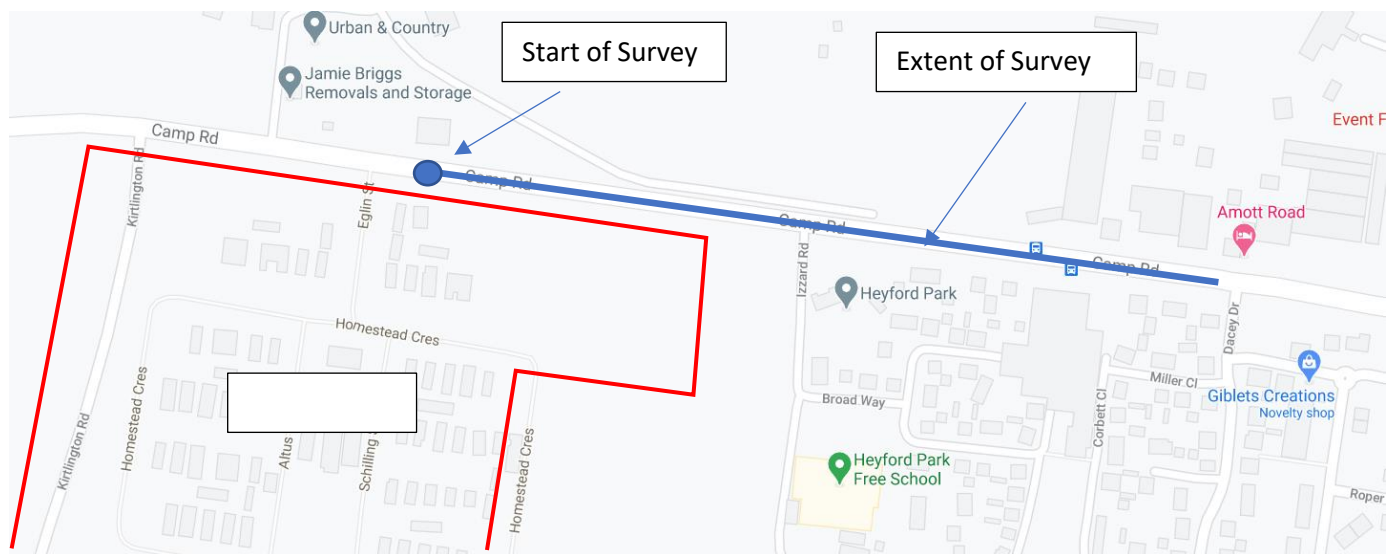 Urban & Country
Start of Survey
Extent of Survey
Jamie Briggs
Removals and Storage
Event F
Camp Rd
Kirtlington Rd
Eglin St
Camp Rd
Amott Road
Camp Rd
Camp Rd
Izzard Rd
Heyford Park
Dacey Dr
Homestead Cres
Miller Cl
Giblets Creations
Novelty shop
Homestead Cres
Broad Way
Corbett Cl
Kirtlington Rd
Altus
Schilling
Homestead Cres
Heyford Park
Free School
Roper